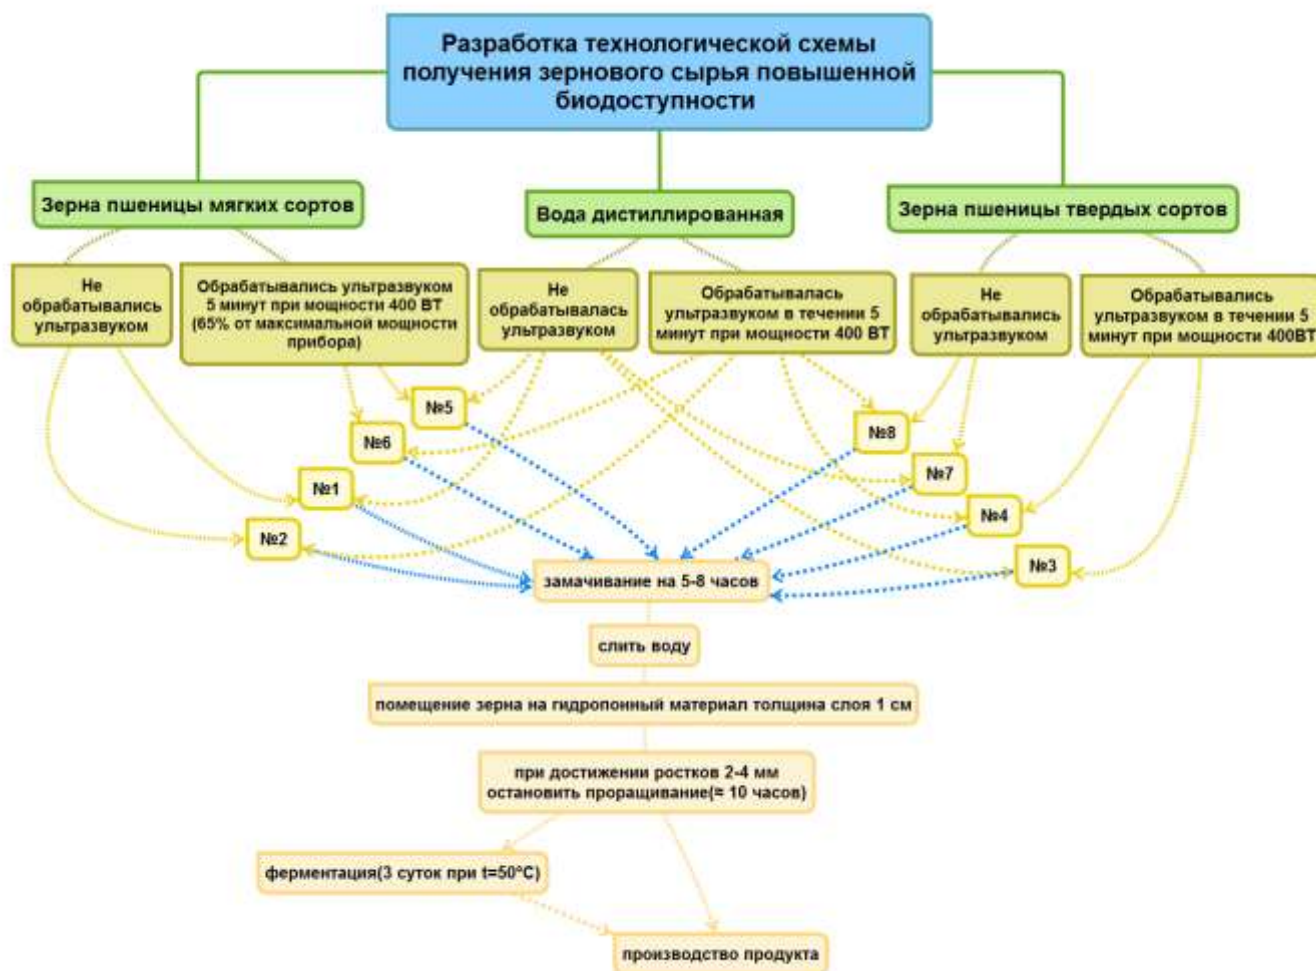 Разработка технологической схемы
получения зернового сырья повышенной
биодоступности
Зерна пшеницы мягких сортов
Вода дистиллированная
Зерна пшеницы твердых сортов
Не
обрабатывались
ультразвуком
Обрабатывались ультразвуком
5 минут при мощности 400 ВТ
(65% от максимальной мощности
прибора)
Не
обрабатывалась
ультразвуком
Обрабатывалась
ультразвуком в течении 5
минут при мощности 400 ВТ
Не
обрабатывались
ультразвуком
Обрабатывались
ультразвуком в течении 5
минут при мощности 400ВТ
№5
№6
№1
№2
№8
№7
№4
№3
замачивание на 5-8 часов
слить воду
помещение зерна на гидропонный материал толщина слоя 1 см
при достижении ростков 2-4 мм
остановить проращивание(≈ 10 часов)
ферментация(3 суток при t=50°C)
производство продукта